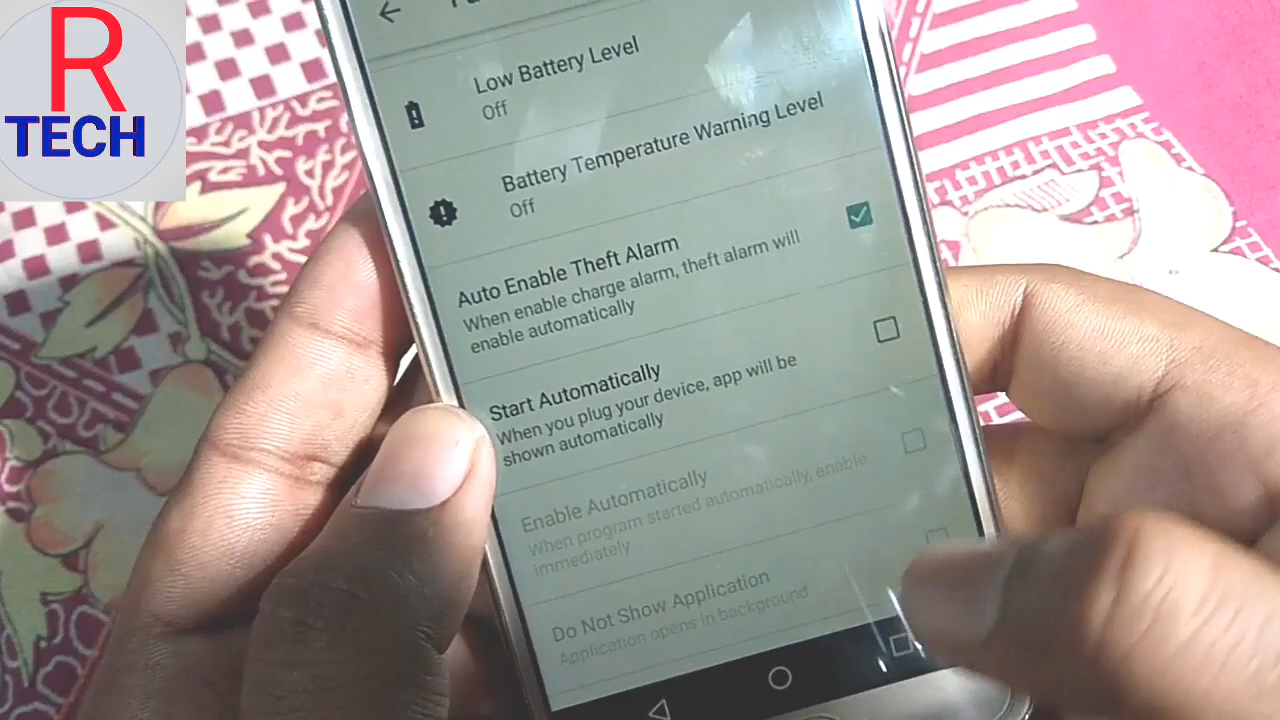 R
TECH
Low Battery Level
Off
Battery Temperature Warning Level
Off
Auto Enable Theft Alarm
When enable charge alarm, theft alarm will
enable automatically
Start Automatically
When you plug your device, app will be
shown automatically
Enable Automatically
When program started automatically, enable
immediately
Do Not Show Application
Application opens in background